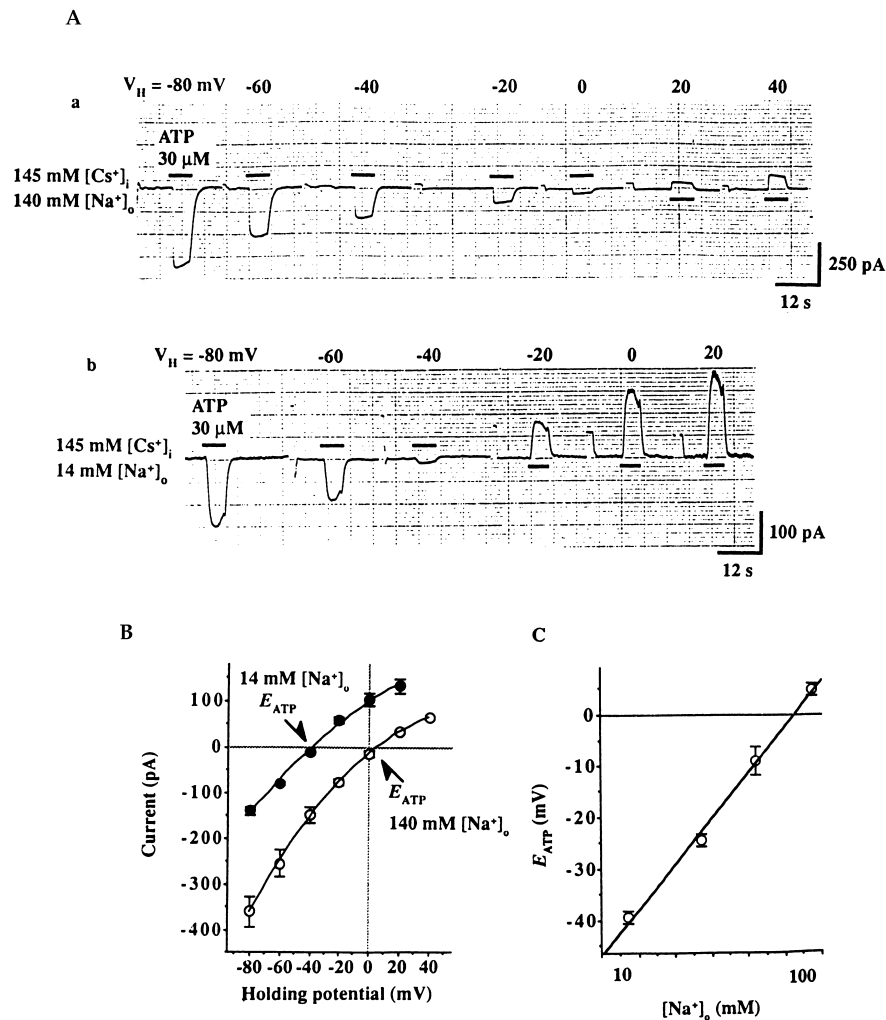 A
a
V_H = -80 mV -60 -40 -20 0 20 40
ATP
30 µM
145 mM [Cs⁺]ᵢ
140 mM [Na⁺]ₒ
250 pA
12 s
b
V_H = -80 mV -60 -40 -20 0 20
ATP
30 µM
145 mM [Cs⁺]ᵢ
14 mM [Na⁺]ₒ
100 pA
12 s
B
14 mM [Na⁺]ₒ
E_ATP
E_ATP
140 mM [Na⁺]ₒ
100
0
-100
-200
-300
-400
Current (pA)
-80 -60 -40 -20 0 20 40
Holding potential (mV)
C
0
-10
-20
-30
-40
E_ATP (mV)
10 100
[Na⁺]ₒ (mM)